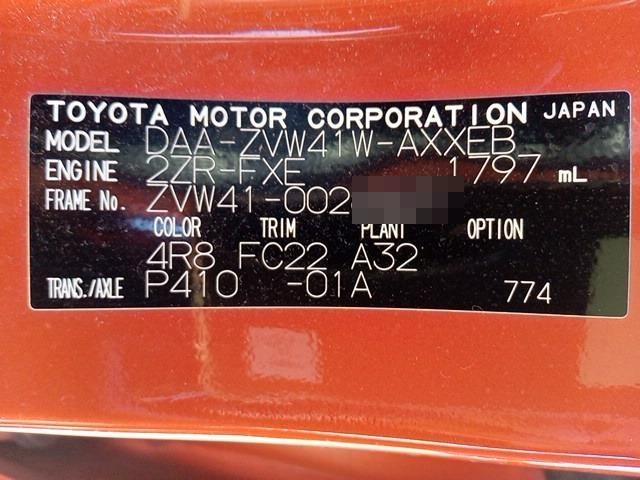 TOYOTA MOTOR CORPORATION JAPAN
MODEL DAA-ZVW41W-AXXEB
ENGINE 2ZR-FXE 1797 mL
FRAME No. ZVW41-002
COLOR TRIM PLANT OPTION
4R8 FC22 A32
TRANS./AXLE P410 -01A 774